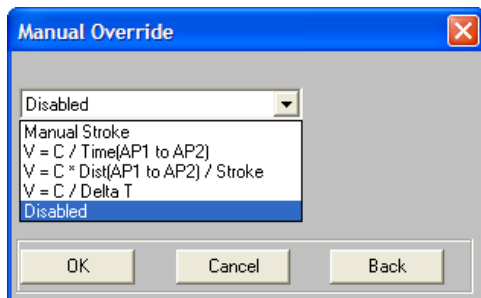 Manual Override
Disabled
Manual Stroke
V = C / Time(AP1 to AP2)
V = C * Dist(AP1 to AP2) / Stroke
V = C / Delta T
Disabled
OK Cancel Back